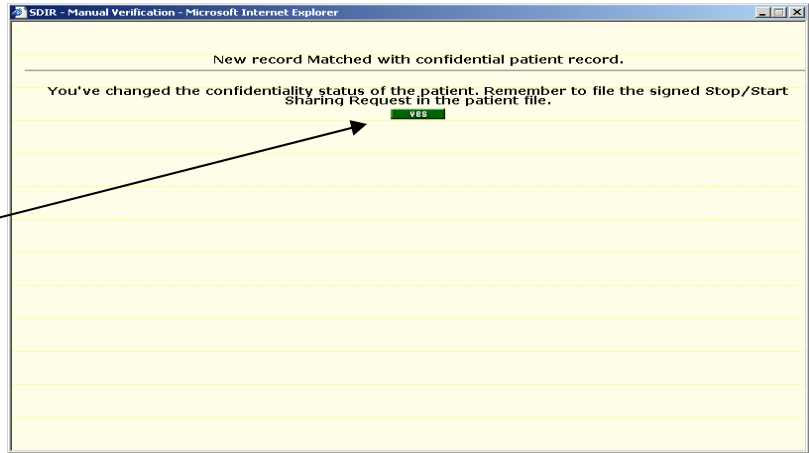 SDIR - Manual Verification - Microsoft Internet Explorer
New record Matched with confidential patient record.
You've changed the confidentiality status of the patient. Remember to file the signed Stop/Start
Sharing Request in the patient file.
YES